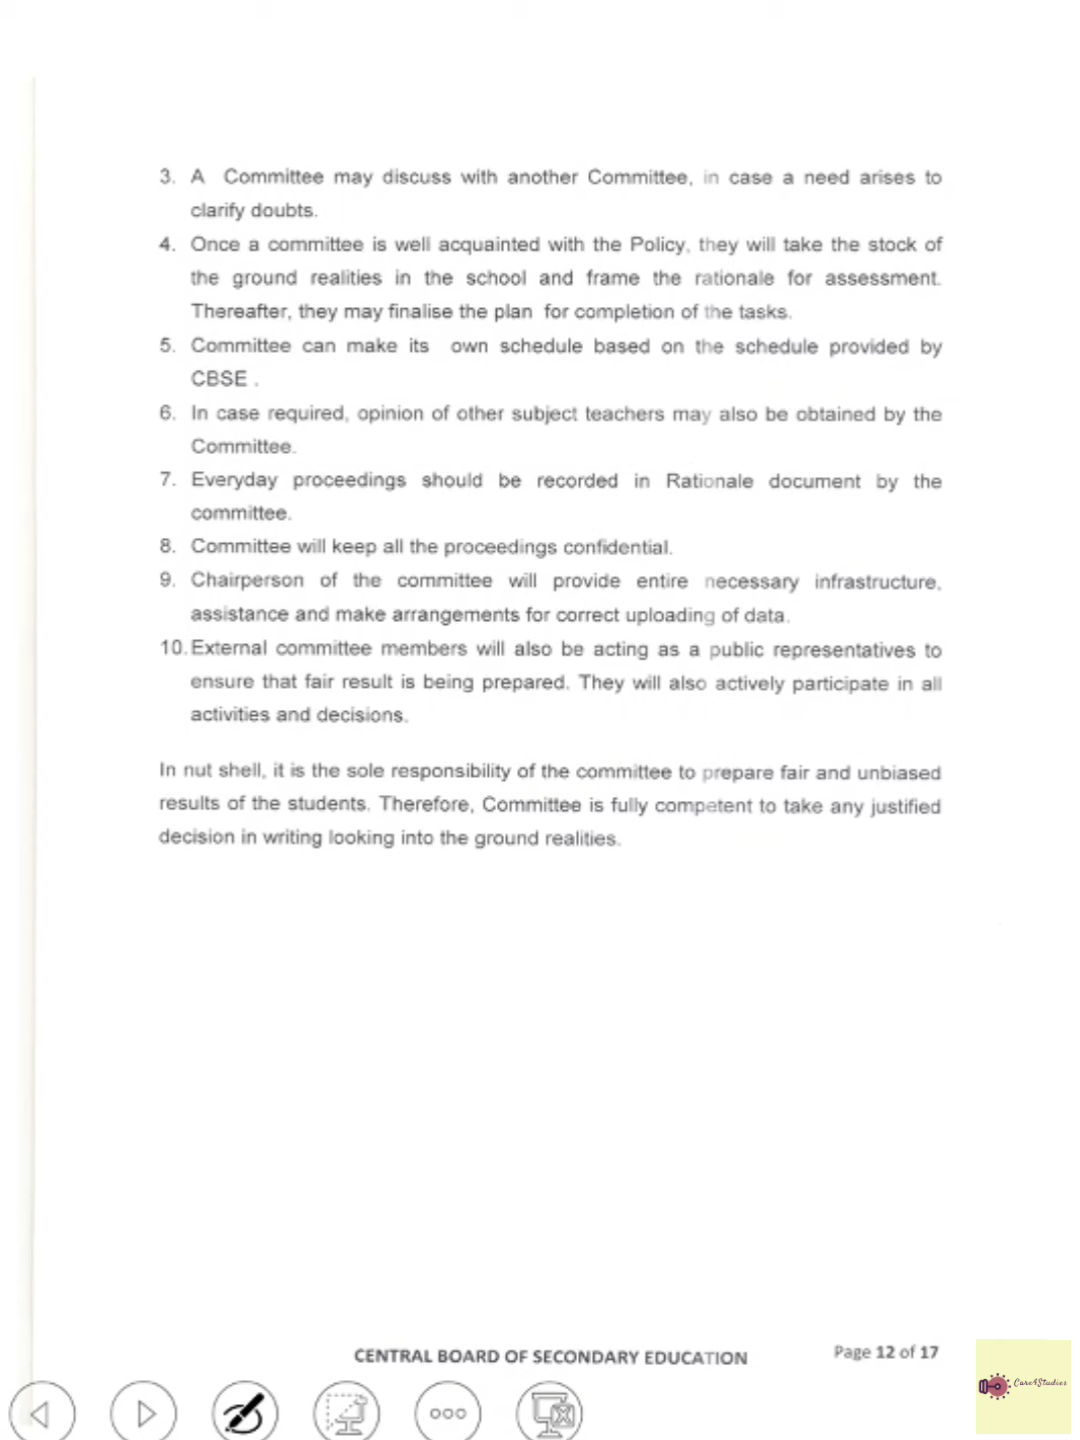 3. A Committee may discuss with another Committee, in case a need arises to
clarify doubts.
4. Once a committee is well acquainted with the Policy, they will take the stock of
the ground realities in the school and frame the rationale for assessment.
Thereafter, they may finalise the plan for completion of the tasks.
5. Committee can make its own schedule based on the schedule provided by
CBSE .
6. In case required, opinion of other subject teachers may also be obtained by the
Committee.
7. Everyday proceedings should be recorded in Rationale document by the
committee.
8. Committee will keep all the proceedings confidential.
9. Chairperson of the committee will provide entire necessary infrastructure,
assistance and make arrangements for correct uploading of data.
10. External committee members will also be acting as a public representatives to
ensure that fair result is being prepared. They will also actively participate in all
activities and decisions.
In nut shell, it is the sole responsibility of the committee to prepare fair and unbiased
results of the students. Therefore, Committee is fully competent to take any justified
decision in writing looking into the ground realities.
CENTRAL BOARD OF SECONDARY EDUCATION
Page 12 of 17
Care4Studies